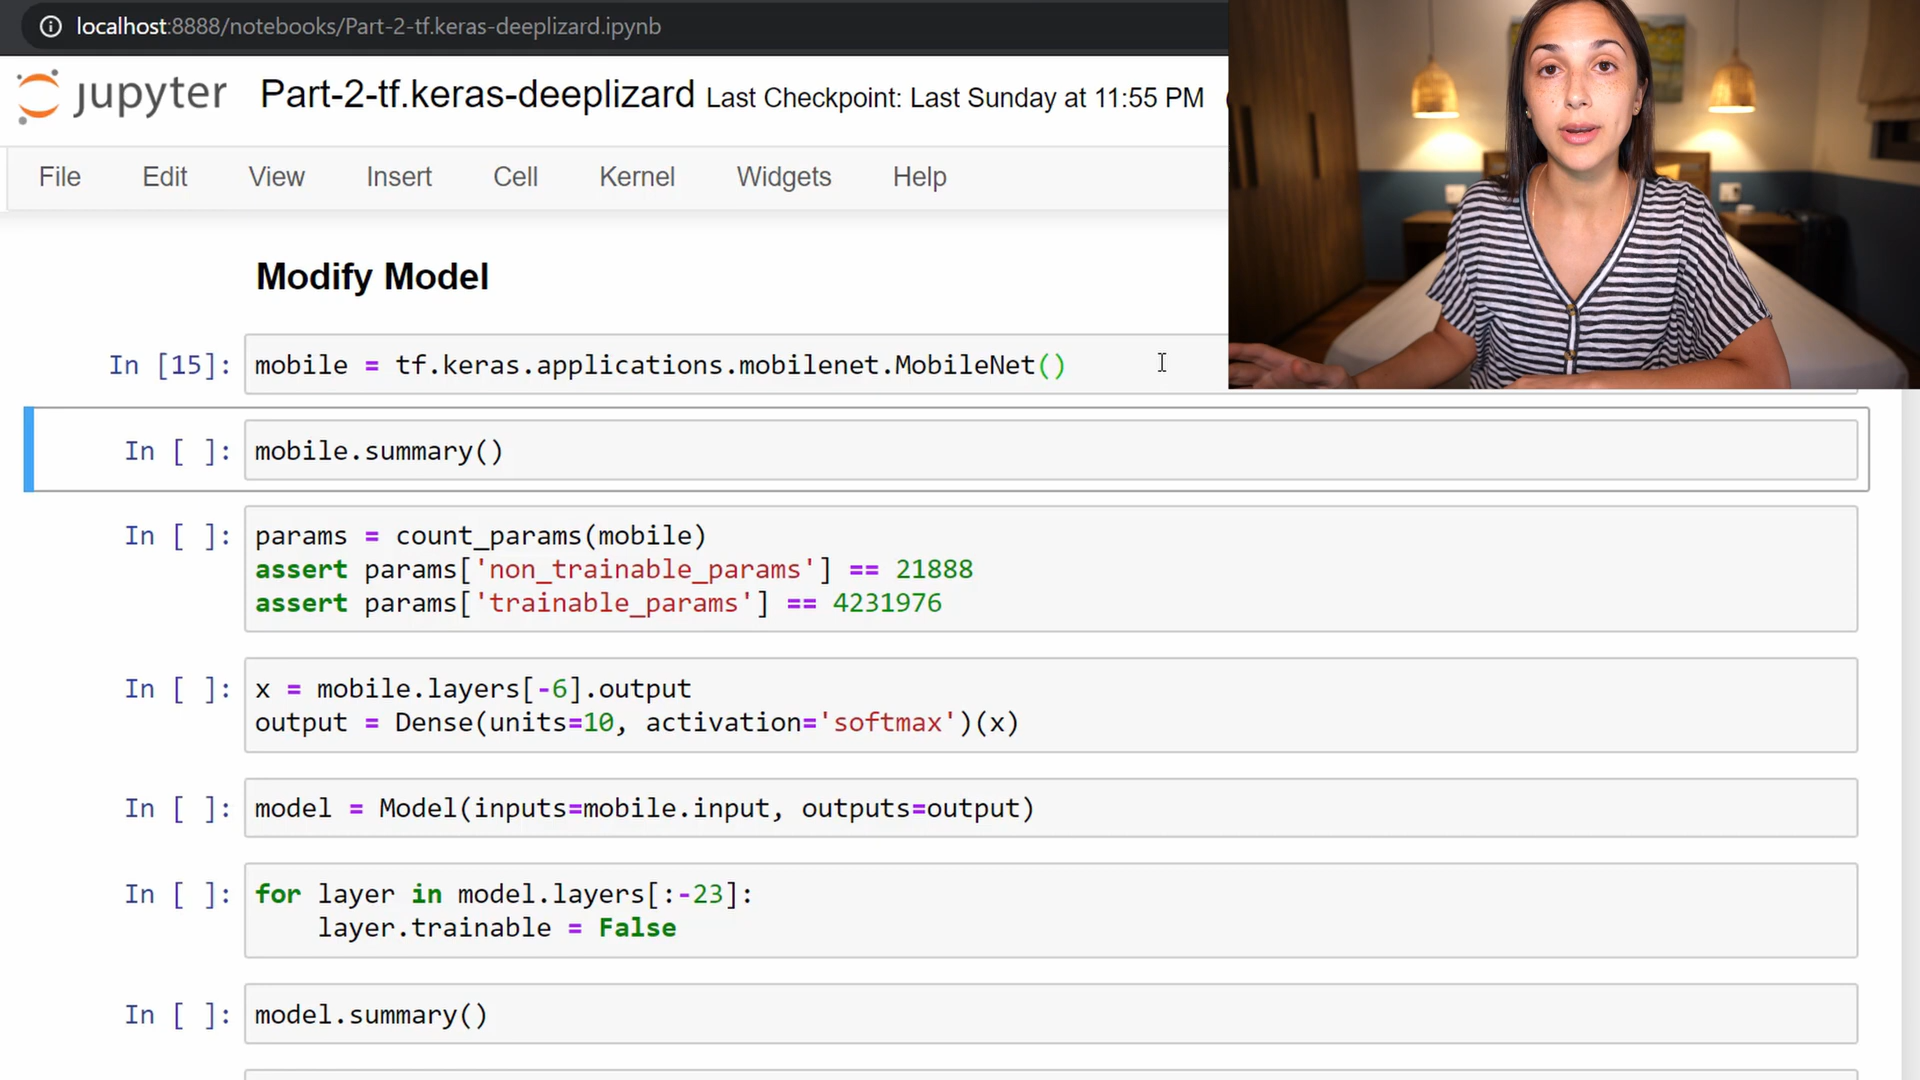 localhost:8888/notebooks/Part-2-tf.keras-deeplizard.ipynb
jupyter Part-2-tf.keras-deeplizard Last Checkpoint: Last Sunday at 11:55 PM
File Edit View Insert Cell Kernel Widgets Help
Modify Model
In [15]: mobile = tf.keras.applications.mobilenet.MobileNet()
In [ ]: mobile.summary()
In [ ]: params = count_params(mobile)
assert params['non_trainable_params'] == 21888
assert params['trainable_params'] == 4231976
In [ ]: x = mobile.layers[-6].output
output = Dense(units=10, activation='softmax')(x)
In [ ]: model = Model(inputs=mobile.input, outputs=output)
In [ ]: for layer in model.layers[:-23]:
    layer.trainable = False
In [ ]: model.summary()